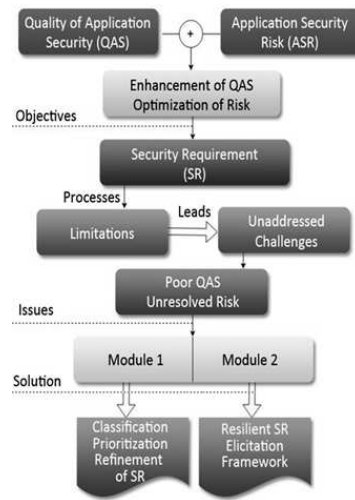 Quality of Application
Security (QAS)
+
Application Security
Risk (ASR)
Enhancement of QAS
Optimization of Risk
Objectives
Security Requirement
(SR)
Processes
Limitations
Leads
Unaddressed
Challenges
Poor QAS
Unresolved Risk
Issues
Module 1
Module 2
Solution
Classification
Prioritization
Refinement
of SR
Resilient SR
Elicitation
Framework